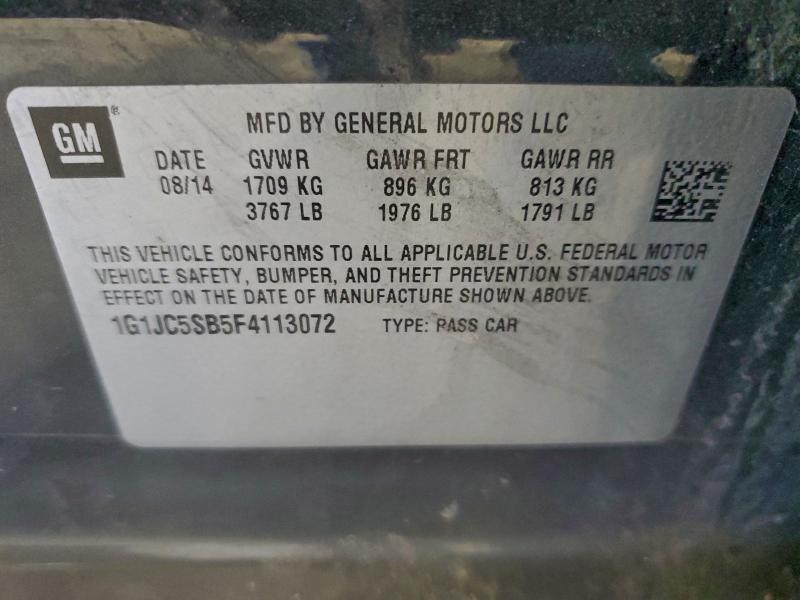 GM ®
MFD BY GENERAL MOTORS LLC
DATE GVWR GAWR FRT GAWR RR
08/14 1709 KG 896 KG 813 KG
3767 LB 1976 LB 1791 LB
THIS VEHICLE CONFORMS TO ALL APPLICABLE U.S. FEDERAL MOTOR
VEHICLE SAFETY, BUMPER, AND THEFT PREVENTION STANDARDS IN
EFFECT ON THE DATE OF MANUFACTURE SHOWN ABOVE.
1G1JC5SB5F4113072 TYPE: PASS CAR